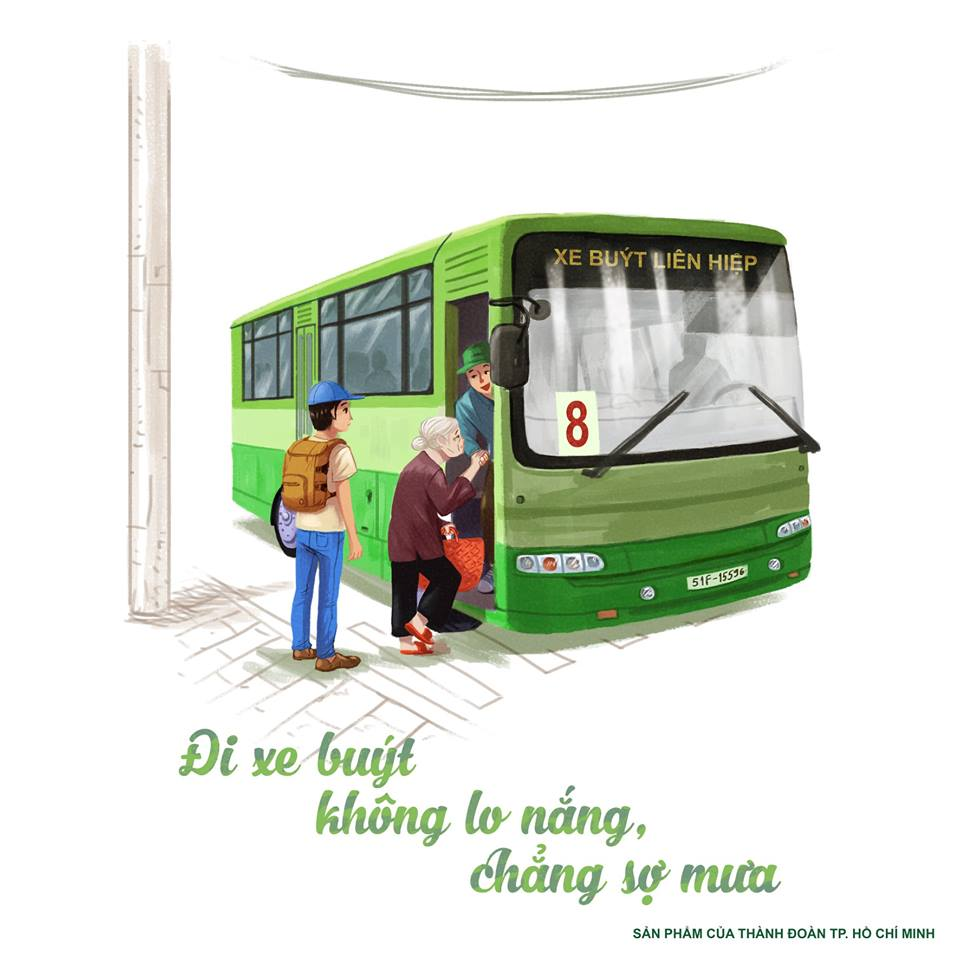 XE BUÝT LIÊN HIỆP
8
51F-15596
Đi xe buýt
không lo nắng,
chẳng sợ mưa
SẢN PHẨM CỦA THÀNH ĐOÀN TP. HỒ CHÍ MINH